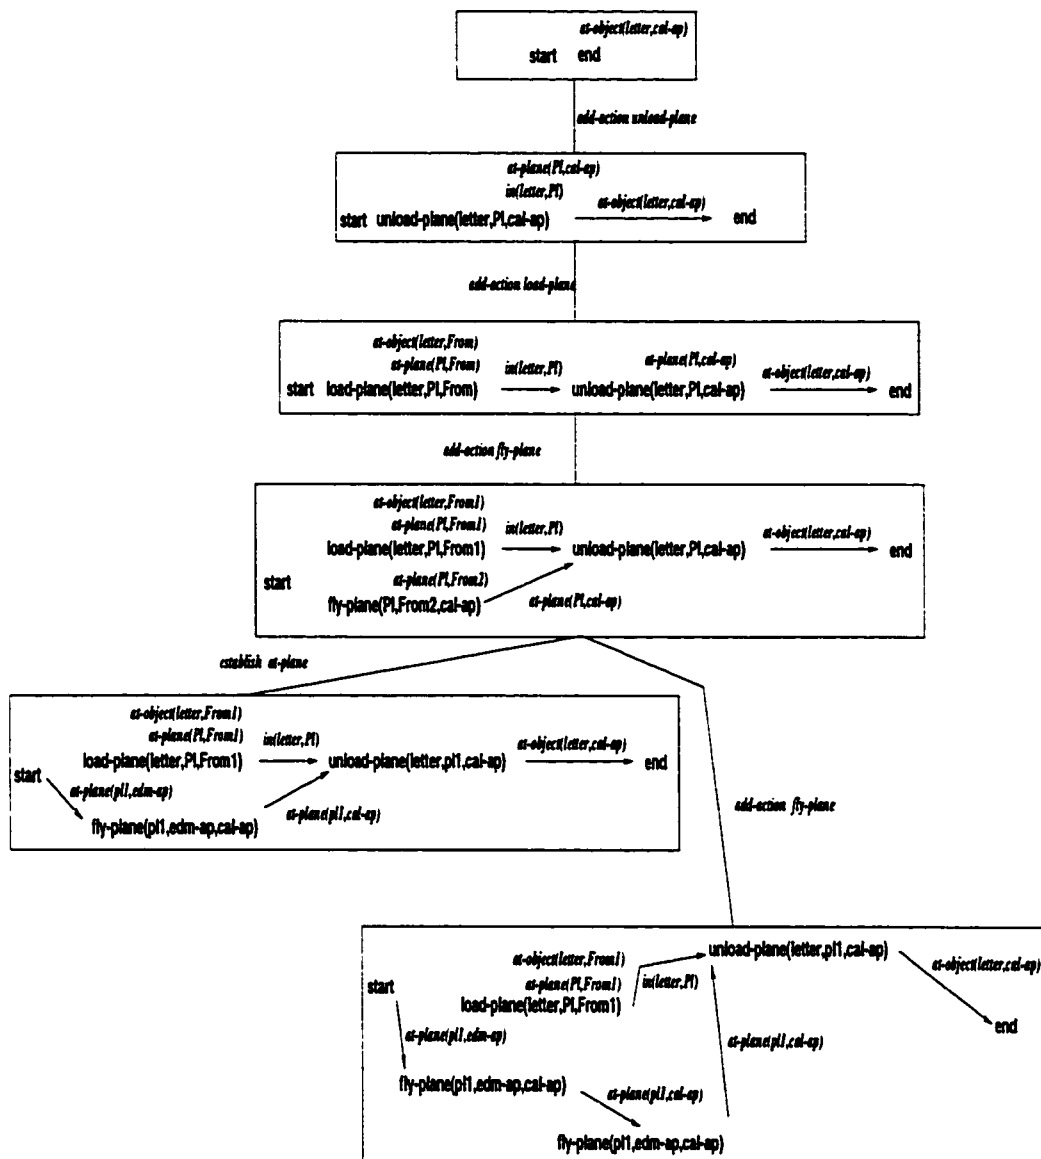 at-object(letter,cal-ap)
start end
add-action unload-plane
at-plane(Pl,cal-ap)
in(letter,Pl)
at-object(letter,cal-ap)
start unload-plane(letter,Pl,cal-ap) end
add-action load-plane
at-object(letter,From)
at-plane(Pl,From) at-plane(Pl,cal-ap)
in(letter,Pl) at-object(letter,cal-ap)
start load-plane(letter,Pl,From) unload-plane(letter,Pl,cal-ap) end
add-action fly-plane
at-object(letter,From1)
at-plane(Pl,From1) in(letter,Pl) at-object(letter,cal-ap)
load-plane(letter,Pl,From1) unload-plane(letter,Pl,cal-ap) end
start at-plane(Pl,From2)
fly-plane(Pl,From2,cal-ap) at-plane(Pl,cal-ap)
establish at-plane
at-object(letter,From1)
at-plane(Pl,From1) in(letter,Pl) at-object(letter,cal-ap)
load-plane(letter,Pl,From1) unload-plane(letter,pl1,cal-ap) end
start
at-plane(pl1,edm-ap)
at-plane(pl1,cal-ap)
fly-plane(pl1,edm-ap,cal-ap)
add-action fly-plane
unload-plane(letter,pl1,cal-ap)
at-object(letter,From1) at-object(letter,cal-ap)
start at-plane(Pl,From1) in(letter,Pl)
load-plane(letter,Pl,From1)
end
at-plane(pl1,edm-ap) at-plane(pl1,cal-ap)
fly-plane(pl1,edm-ap,cal-ap)
at-plane(pl1,cal-ap)
fly-plane(pl1,edm-ap,cal-ap)